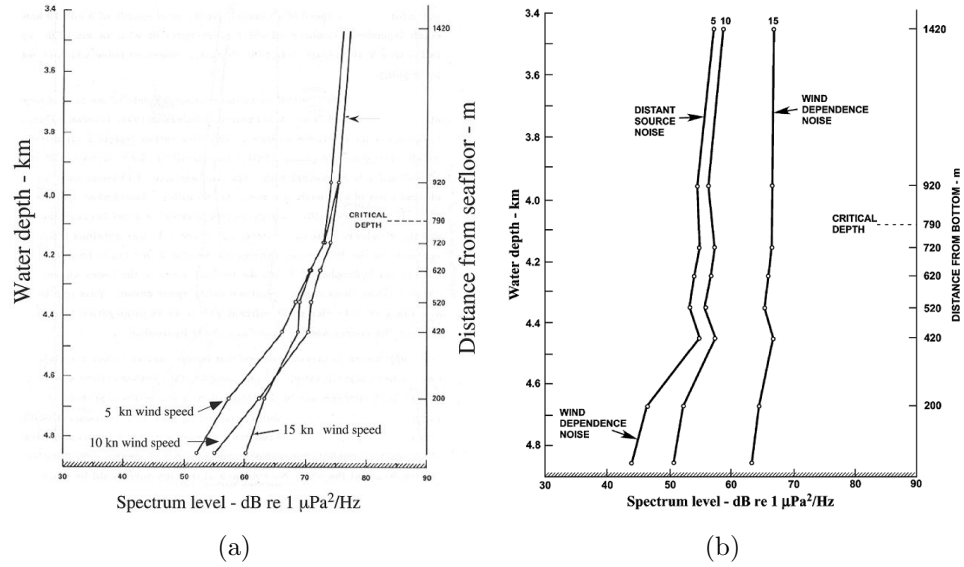 3.4
3.6
3.8
4.0
4.2
4.4
4.6
4.8
Water depth - km
1420
920
790
720
620
520
420
200
Distance from seafloor - m
CRITICAL
DEPTH
5 kn wind speed
10 kn wind speed
15 kn wind speed
30
40
50
60
70
80
90
Spectrum level - dB re 1 μPa²/Hz
(a)
3.4
3.6
3.8
4.0
4.2
4.4
4.6
4.8
Water depth - km
5 10 15
DISTANT
SOURCE
NOISE
WIND
DEPENDENCE
NOISE
CRITICAL
DEPTH
WIND
DEPENDENCE
NOISE
1420
920
790
720
620
520
420
200
DISTANCE FROM BOTTOM - m
30
40
50
60
70
80
90
Spectrum level - dB re 1 μPa²/Hz
(b)